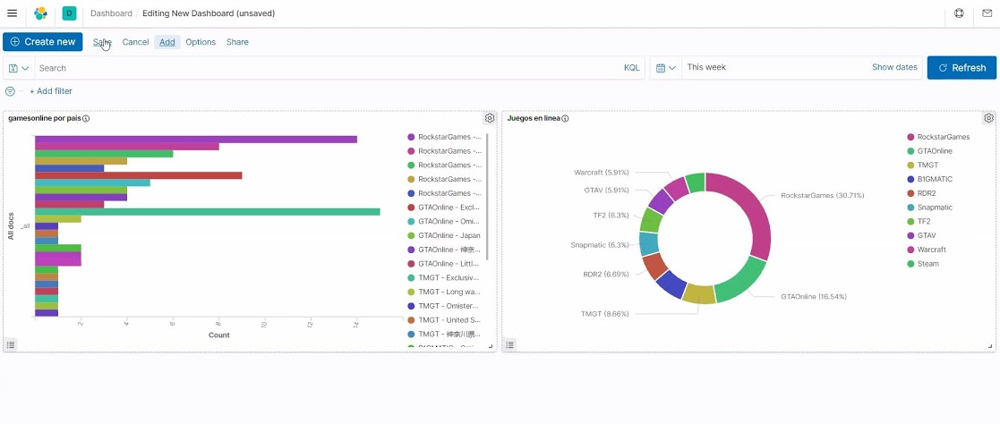 D
Dashboard
Editing New Dashboard (unsaved)
Create new
Save
Cancel
Add
Options
Share
Search
KQL
This week
Show dates
Refresh
+ Add filter
gamesonline por pais
All docs
_all
2
4
6
8
10
12
14
Count
RockstarGames -...
RockstarGames -...
RockstarGames -...
RockstarGames -...
RockstarGames -...
GTAOnline - Excl...
GTAOnline - Omi...
GTAOnline - Japan
GTAOnline - 神奈...
GTAOnline - Littl...
TMGT - Exclusiv...
TMGT - Long wa...
TMGT - Omister...
TMGT - United S...
TMGT - 神奈川県...
Juegos en linea
Warcraft (5.91%)
GTAV (5.91%)
TF2 (6.3%)
Snapmatic (6.3%)
RDR2 (6.69%)
TMGT (8.66%)
RockstarGames (30.71%)
GTAOnline (16.54%)
RockstarGames
GTAOnline
TMGT
B1GMATIC
RDR2
Snapmatic
TF2
GTAV
Warcraft
Steam